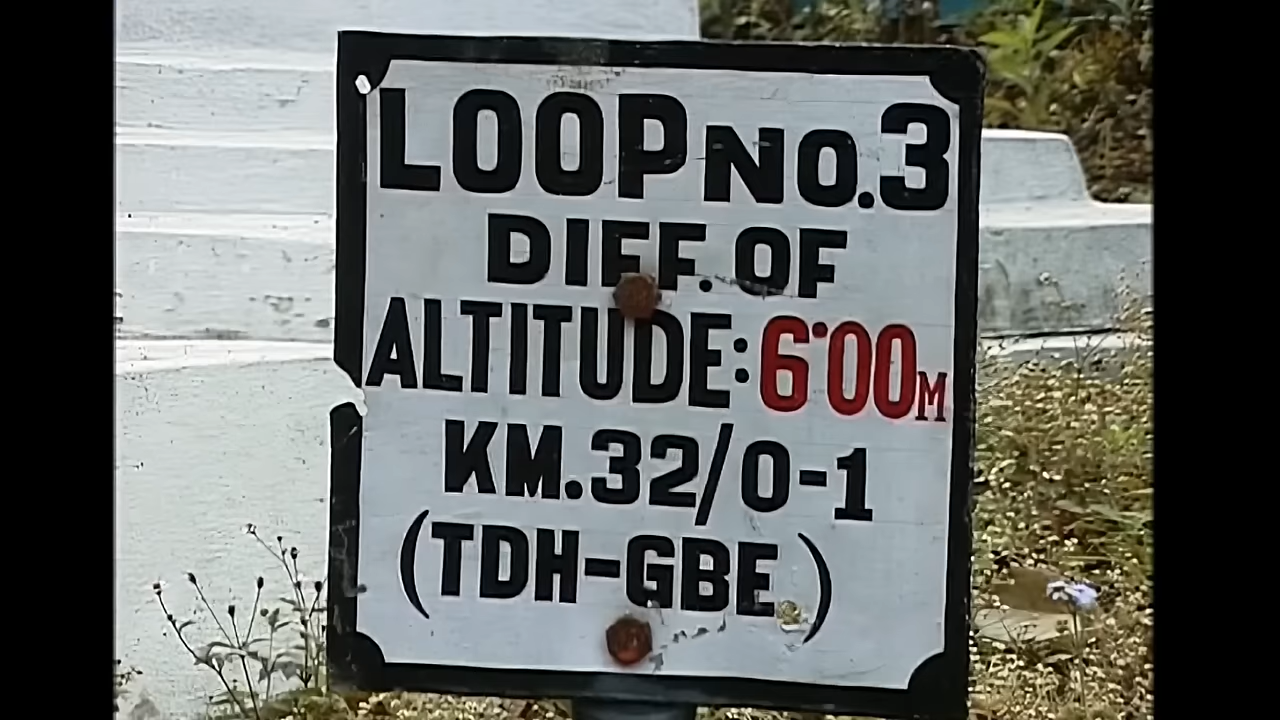 LOOP NO.3
DIFF. OF
ALTITUDE: 6·00M
KM.32/0-1
(TDH-GBE)